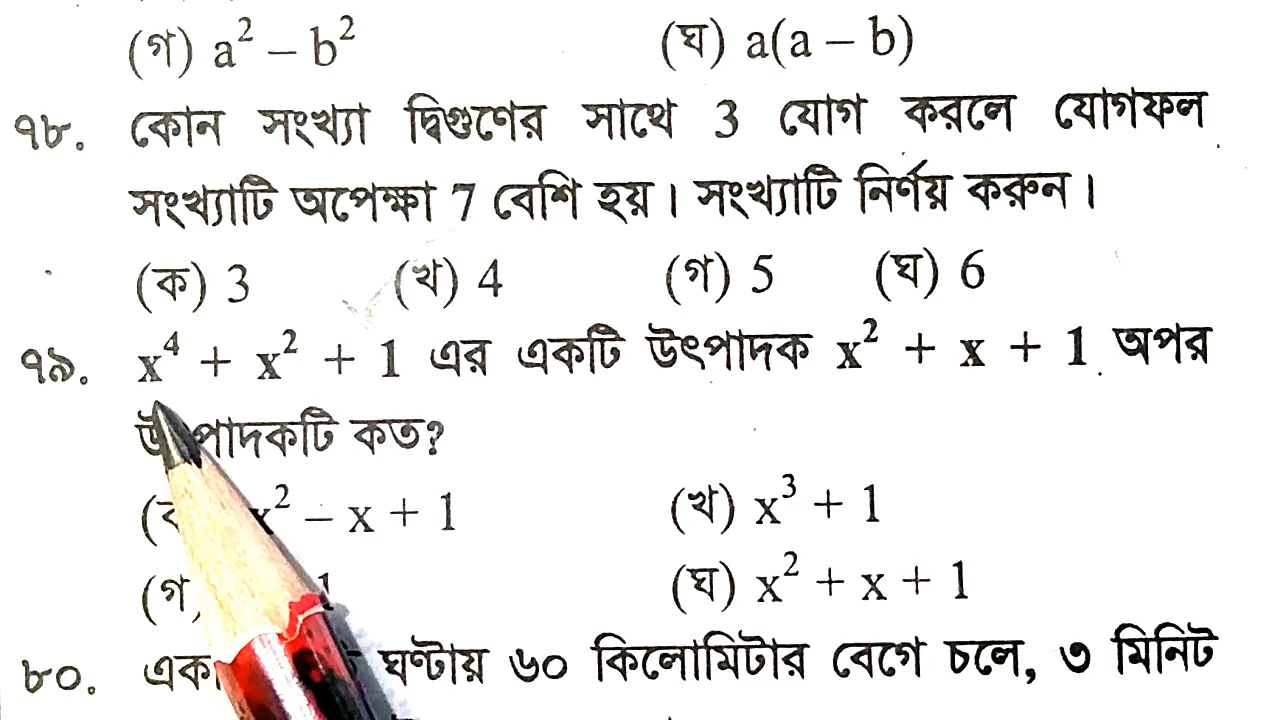 (গ) a² – b² (ঘ) a(a – b)
৭৮. কোন সংখ্যা দ্বিগুণের সাথে 3 যোগ করলে যোগফল
সংখ্যাটি অপেক্ষা 7 বেশি হয়। সংখ্যাটি নির্ণয় করুন।
(ক) 3 (খ) 4 (গ) 5 (ঘ) 6
৭৯. x⁴ + x² + 1 এর একটি উৎপাদক x² + x + 1 অপর
উৎপাদকটি কত?
x² – x + 1 (খ) x³ + 1
(গ) 1 (ঘ) x² + x + 1
৮০. ঘণ্টায় ৬০ কিলোমিটার বেগে চলে, ৩ মিনিট